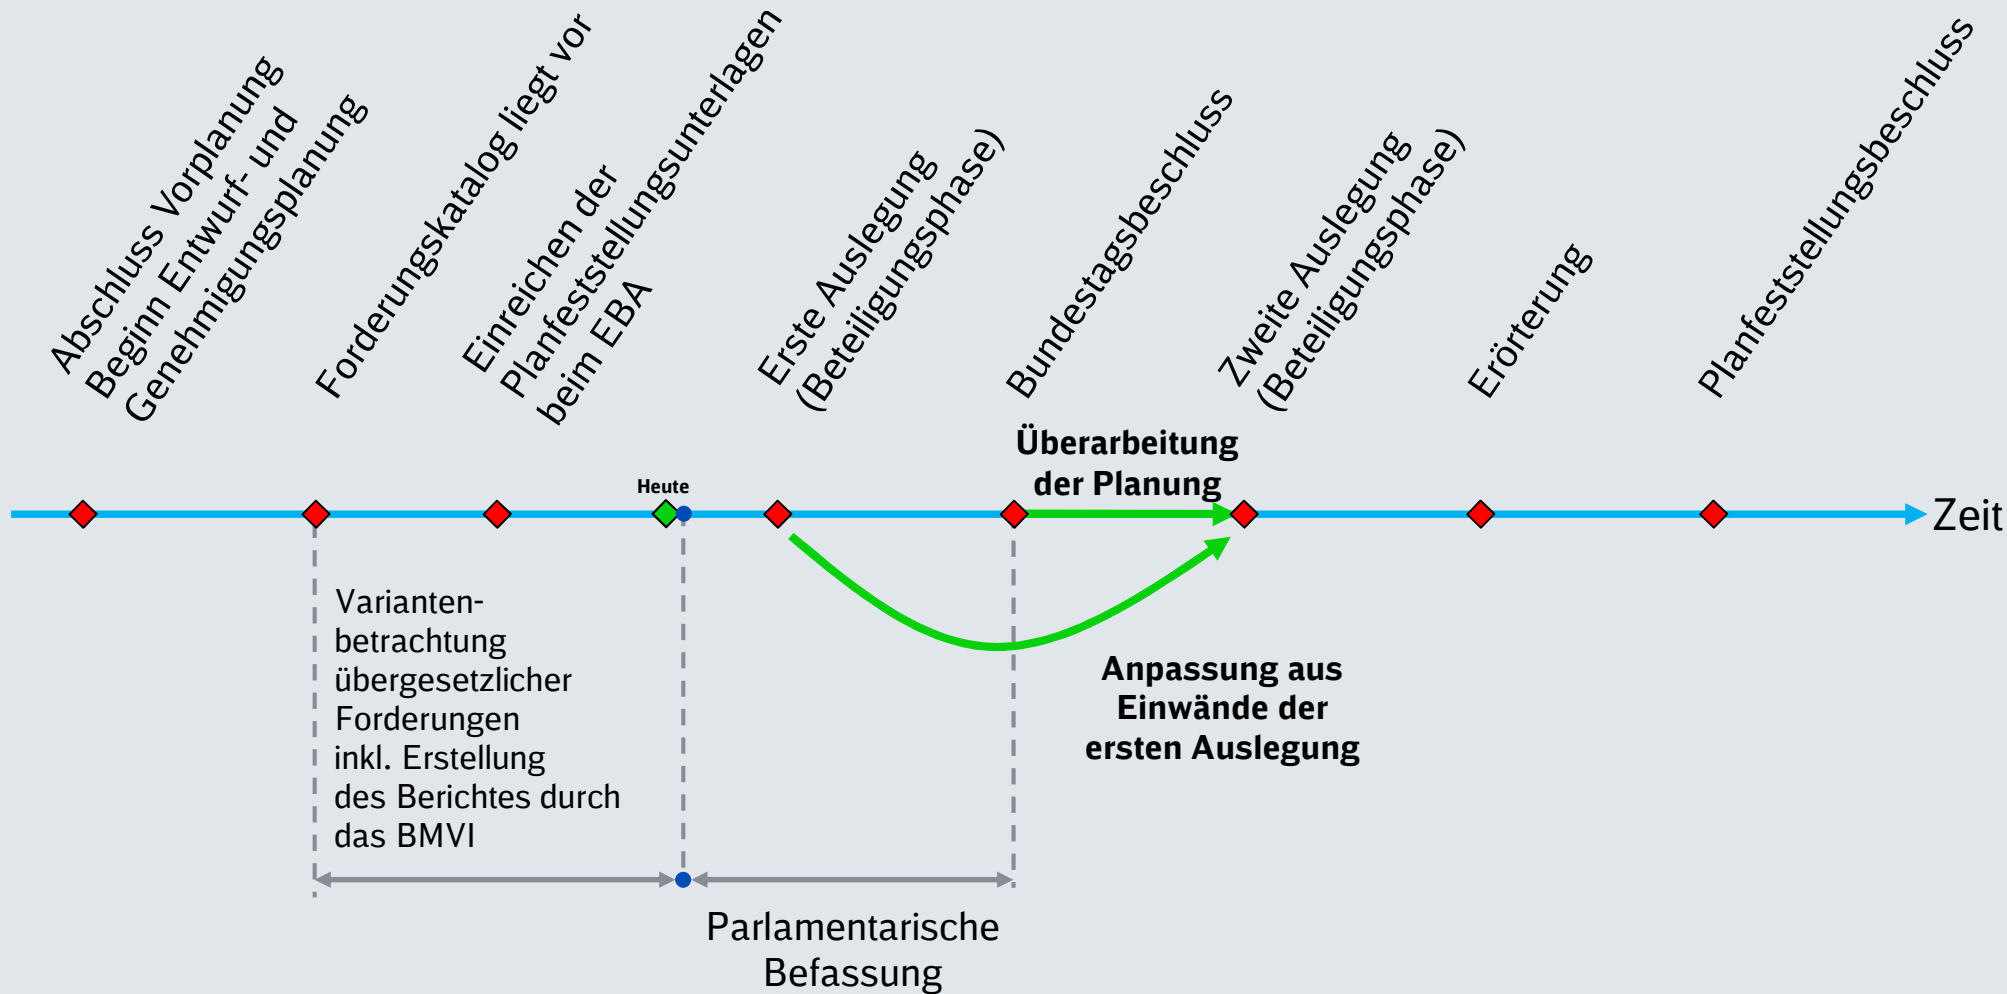 Abschluss Vorplanung
Beginn Entwurf- und
Genehmigungsplanung
Forderungskatalog liegt vor
Einreichen der
Planfeststellungsunterlagen
beim EBA
Erste Auslegung
(Beteiligungsphase)
Bundestagsbeschluss
Zweite Auslegung
(Beteiligungsphase)
Erörterung
Planfeststellungsbeschluss
Überarbeitung
der Planung
Heute
Zeit
Varianten-
betrachtung
übergesetzlicher
Forderungen
inkl. Erstellung
des Berichtes durch
das BMVI
Anpassung aus
Einwände der
ersten Auslegung
Parlamentarische
Befassung